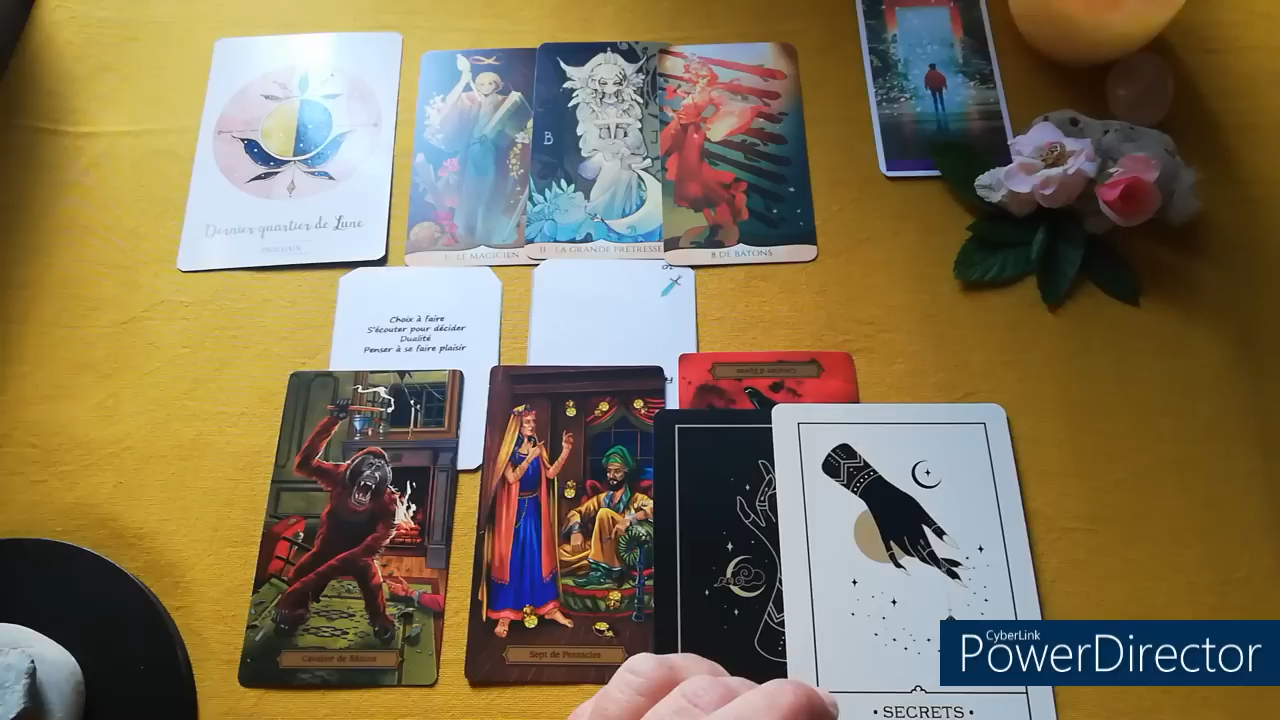 Dernier quartier de Lune
I - LE MAGICIEN
B
J
II - LA GRANDE PRÊTRESSE
8 DE BÂTONS
Choix à faire
S'écouter pour décider
Dualité
Penser à se faire plaisir
Cavalier de Bâtons
Sept de Pentacles
• SECRETS •
CyberLink
PowerDirector